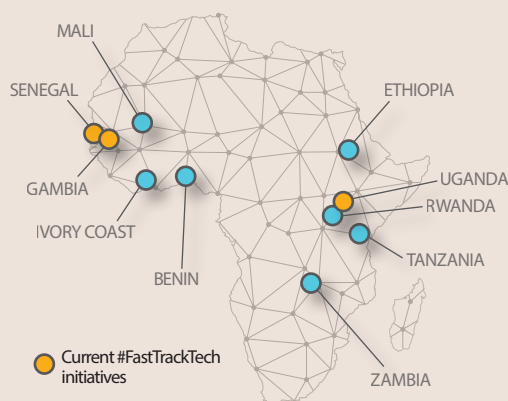 MALI
SENEGAL
ETHIOPIA
GAMBIA
UGANDA
RWANDA
IVORY COAST
TANZANIA
BENIN
Current #FastTrackTech
initiatives
ZAMBIA